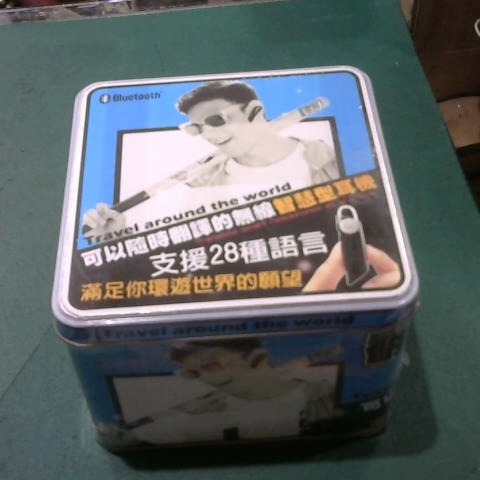 Bluetooth
Travel around the world
可以隨時翻譯的無線智慧型耳機
支援28種語言
滿足你環遊世界的願望
Travel around the world